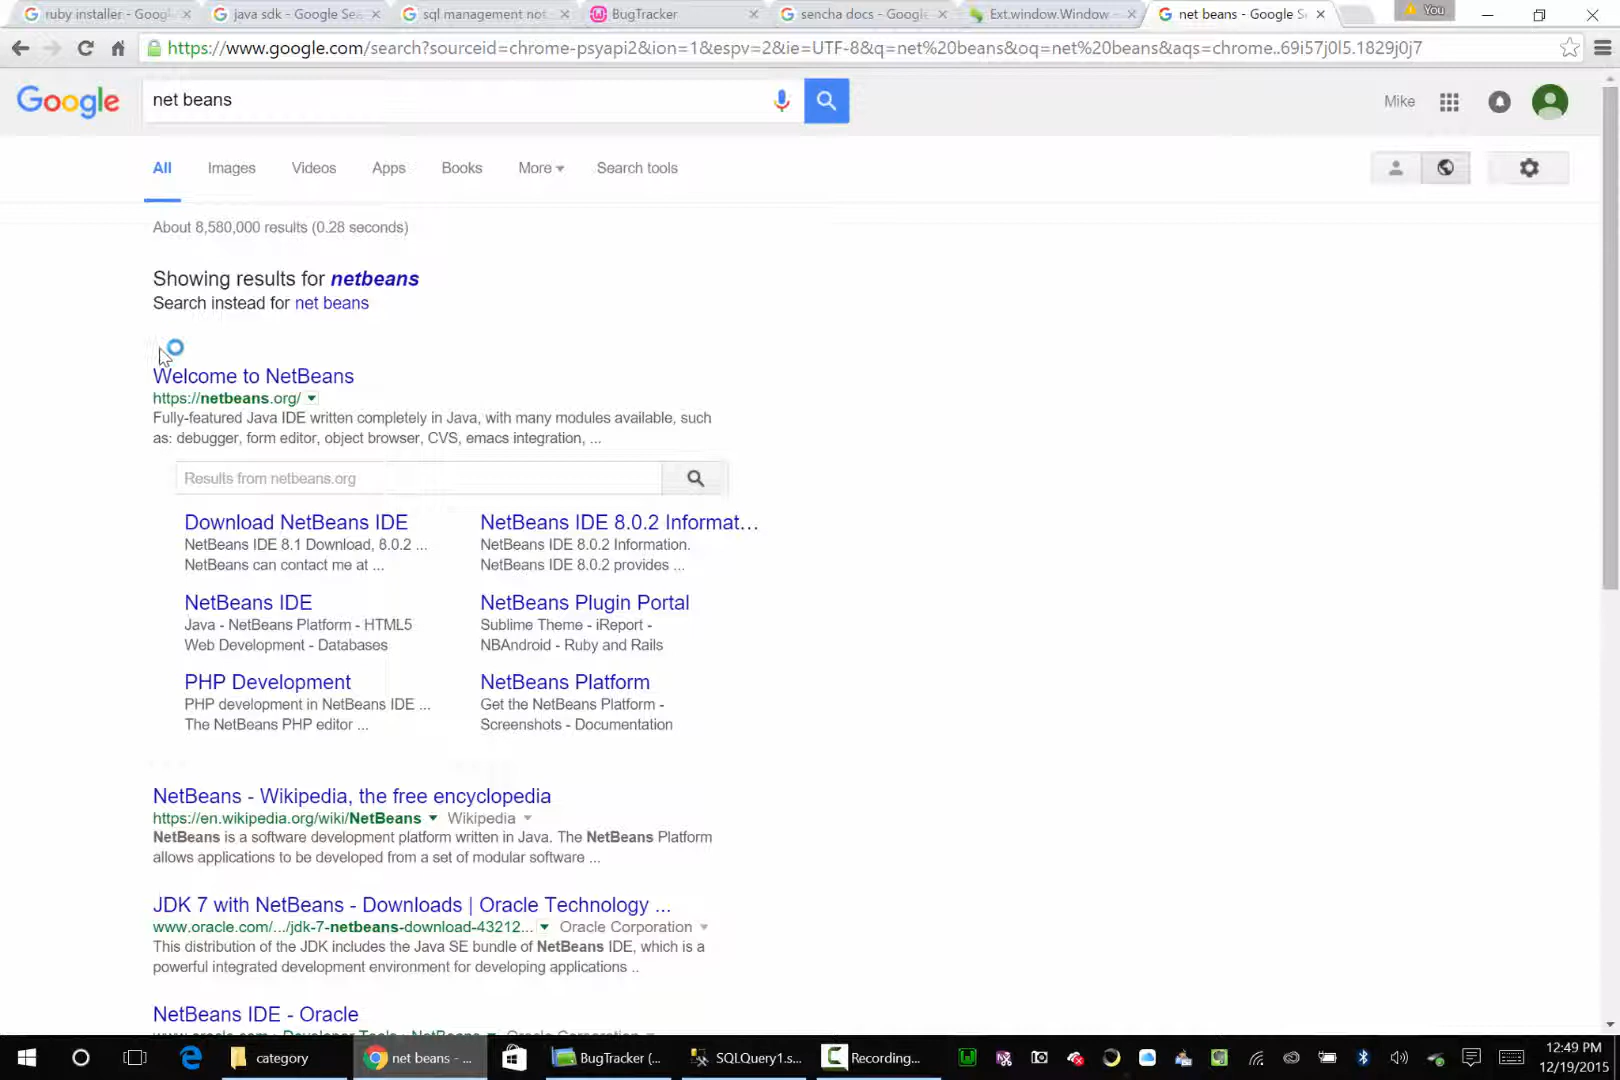 ruby installer - Goog
java sdk - Google Sea
sql management not
BugTracker
sencha docs - Google
Ext.window.Window -
net beans - Google Se
You
https://www.google.com/search?sourceid=chrome-psyapi2&ion=1&espv=2&ie=UTF-8&q=net%20beans&oq=net%20beans&aqs=chrome..69i57j0l5.1829j0j7
Google
net beans
Mike
All
Images
Videos
Apps
Books
More
Search tools
About 8,580,000 results (0.28 seconds)
Showing results for netbeans
Search instead for net beans
Welcome to NetBeans
https://netbeans.org/
Fully-featured Java IDE written completely in Java, with many modules available, such
as: debugger, form editor, object browser, CVS, emacs integration, ...
Results from netbeans.org
Download NetBeans IDE
NetBeans IDE 8.1 Download, 8.0.2 ...
NetBeans can contact me at ...
NetBeans IDE 8.0.2 Informat...
NetBeans IDE 8.0.2 Information.
NetBeans IDE 8.0.2 provides ...
NetBeans IDE
Java - NetBeans Platform - HTML5
Web Development - Databases
NetBeans Plugin Portal
Sublime Theme - iReport -
NBAndroid - Ruby and Rails
PHP Development
PHP development in NetBeans IDE ...
The NetBeans PHP editor ...
NetBeans Platform
Get the NetBeans Platform -
Screenshots - Documentation
NetBeans - Wikipedia, the free encyclopedia
https://en.wikipedia.org/wiki/NetBeans Wikipedia
NetBeans is a software development platform written in Java. The NetBeans Platform
allows applications to be developed from a set of modular software ...
JDK 7 with NetBeans - Downloads | Oracle Technology ...
www.oracle.com/.../jdk-7-netbeans-download-43212... Oracle Corporation
This distribution of the JDK includes the Java SE bundle of NetBeans IDE, which is a
powerful integrated development environment for developing applications ..
NetBeans IDE - Oracle
www.oracle.com Developer Tools NetBeans Oracle Corporation
category
net beans - ...
BugTracker (...
SQLQuery1.s...
Recording...
12:49 PM
12/19/2015